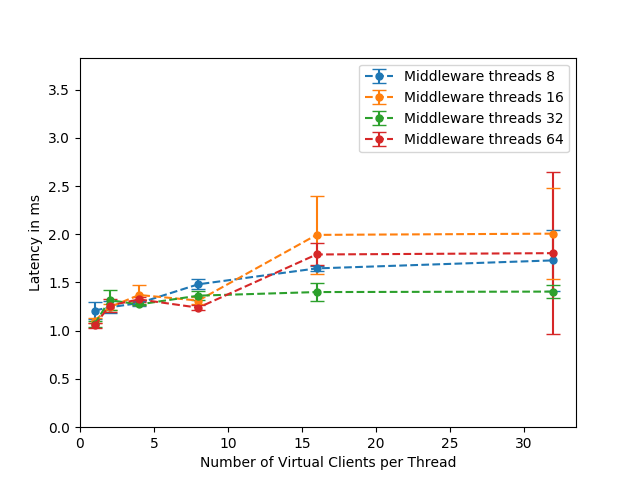 3.5
3.0
2.5
2.0
1.5
1.0
0.5
0.0
Latency in ms
Middleware threads 8
Middleware threads 16
Middleware threads 32
Middleware threads 64
0 5 10 15 20 25 30
Number of Virtual Clients per Thread